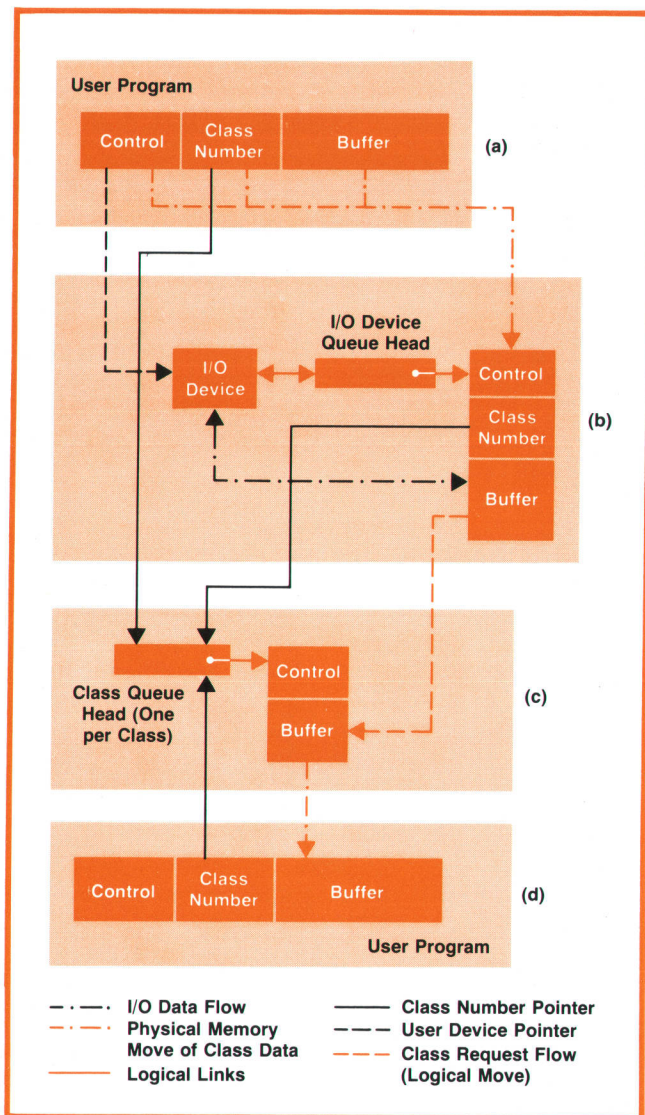 User Program
Control
Class
Number
Buffer
(a)
I/O Device
Queue Head
I/O
Device
Control
Class
Number
Buffer
(b)
Class Queue
Head (One
per Class)
Control
Buffer
(c)
Control
Class
Number
Buffer
(d)
User Program
I/O Data Flow
Physical Memory
Move of Class Data
Logical Links
Class Number Pointer
User Device Pointer
Class Request Flow
(Logical Move)